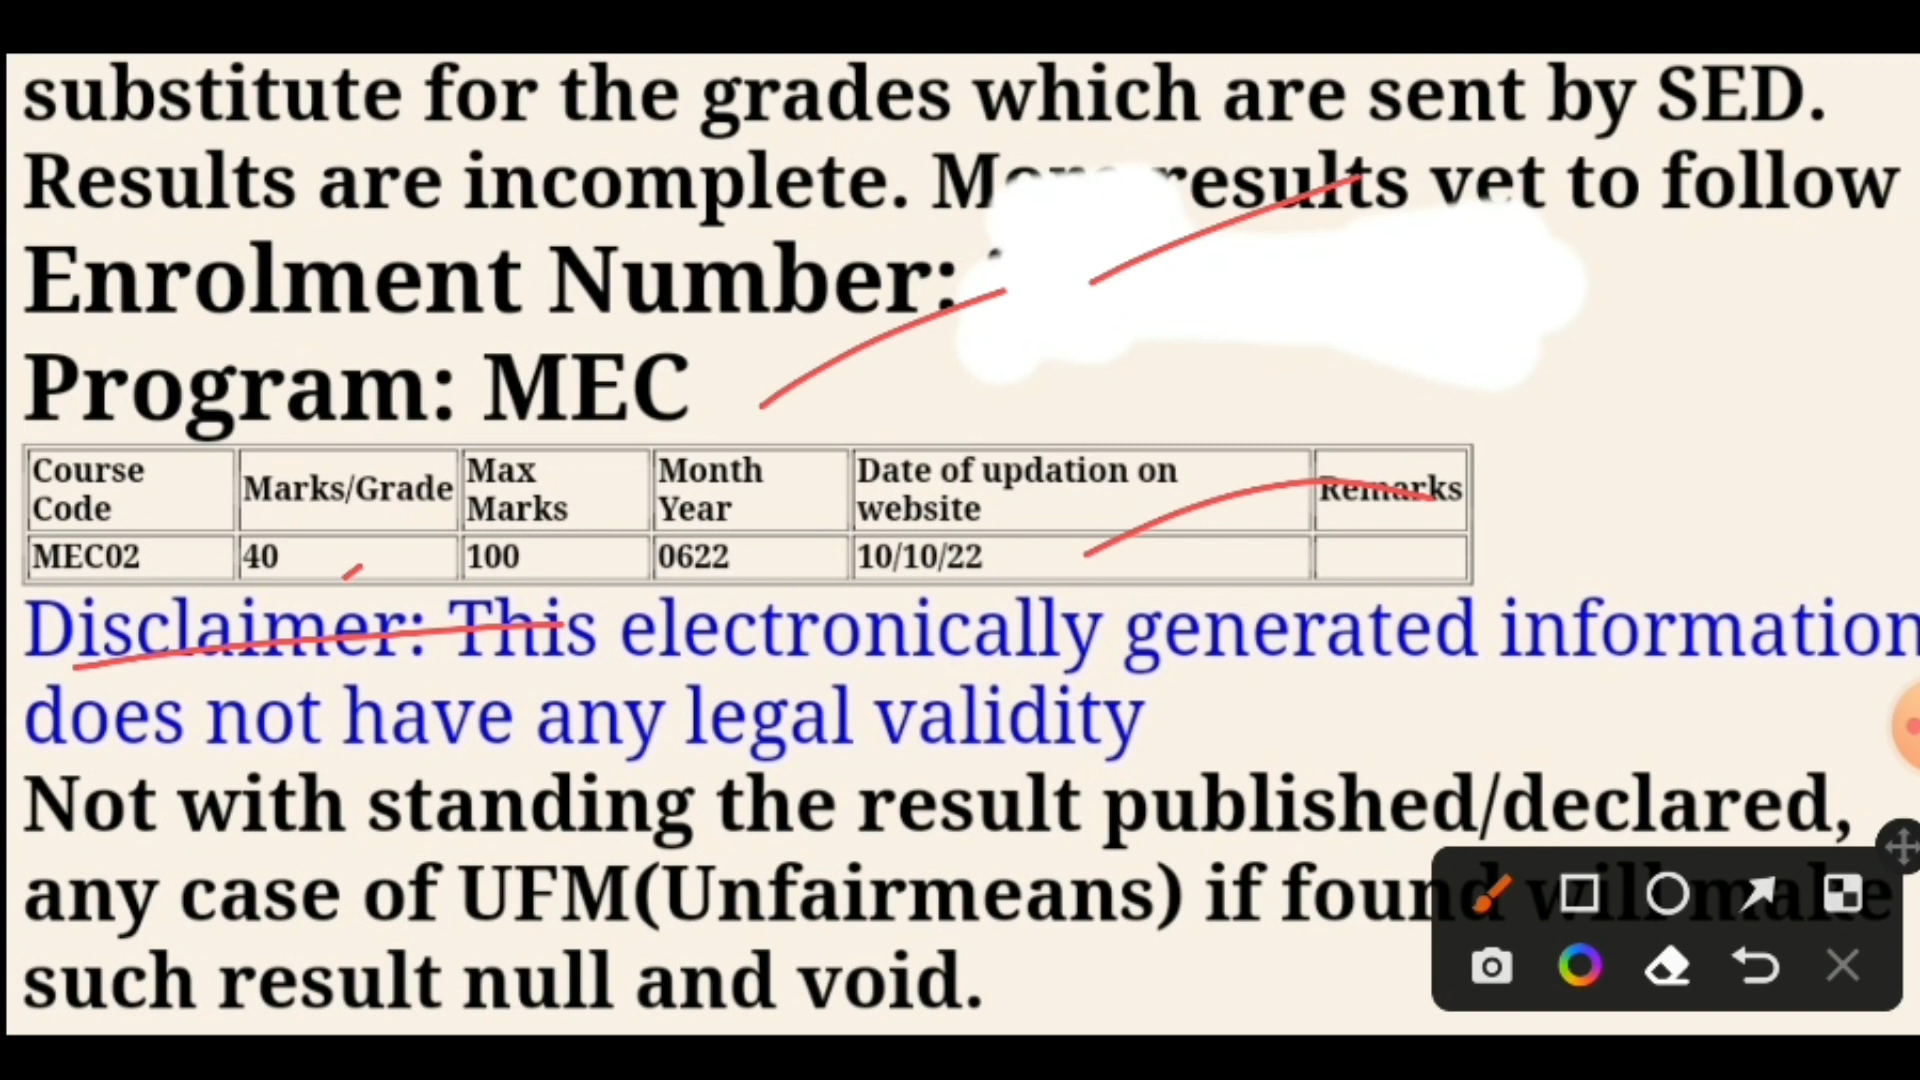 substitute for the grades which are sent by SED.
Results are incomplete. More results yet to follow
Enrolment Number:
Program: MEC
Course Code Marks/Grade Max Marks Month Year Date of updation on website Remarks
MEC02 40 100 0622 10/10/22
Disclaimer: This electronically generated information
does not have any legal validity
Not with standing the result published/declared,
any case of UFM(Unfairmeans) if found will make
such result null and void.